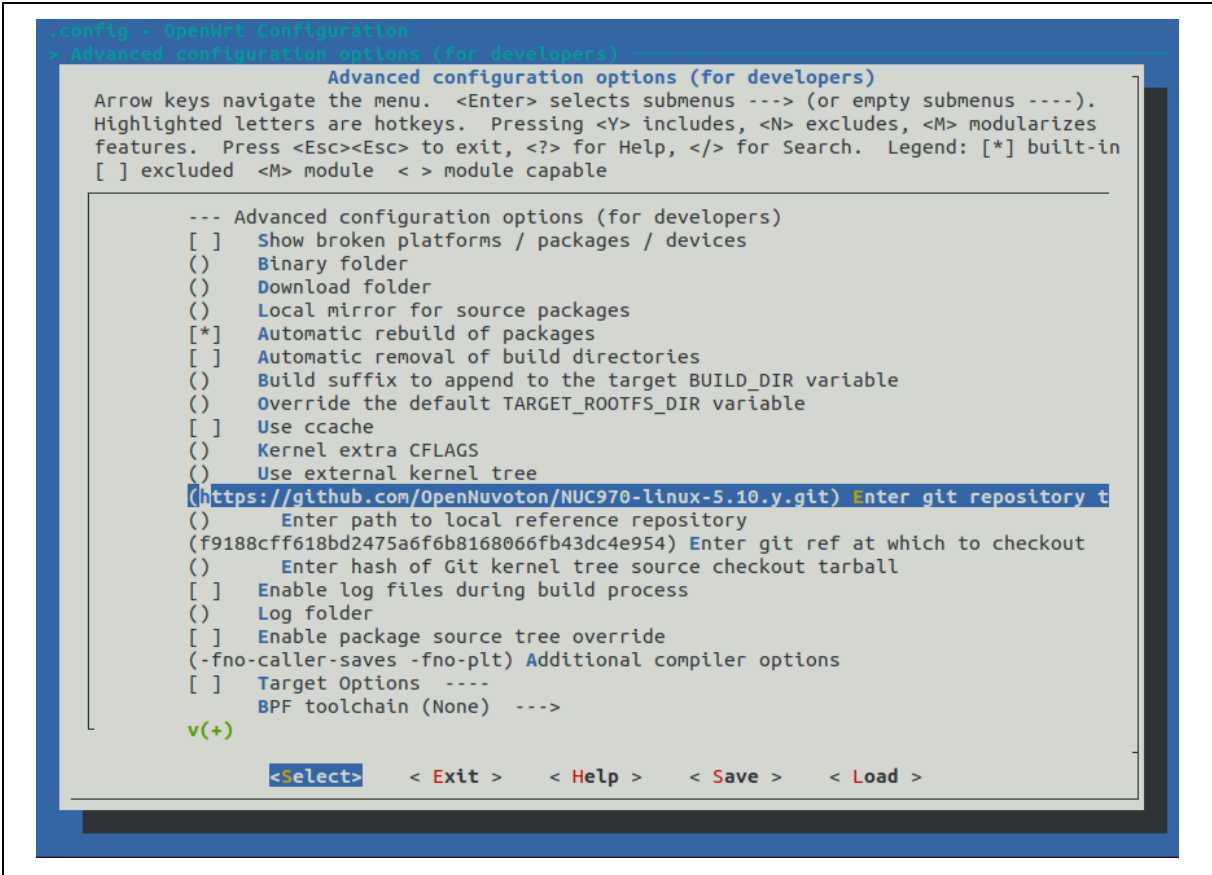 .config - OpenWrt Configuration
> Advanced configuration options (for developers)
Advanced configuration options (for developers)
Arrow keys navigate the menu.  <Enter> selects submenus ---> (or empty submenus ----).
Highlighted letters are hotkeys.  Pressing <Y> includes, <N> excludes, <M> modularizes
features.  Press <Esc><Esc> to exit, <?> for Help, </> for Search.  Legend: [*] built-in
[ ] excluded  <M> module  < > module capable
--- Advanced configuration options (for developers)
[ ]   Show broken platforms / packages / devices
()    Binary folder
()    Download folder
()    Local mirror for source packages
[*]   Automatic rebuild of packages
[ ]   Automatic removal of build directories
()    Build suffix to append to the target BUILD_DIR variable
()    Override the default TARGET_ROOTFS_DIR variable
[ ]   Use ccache
()    Kernel extra CFLAGS
()    Use external kernel tree
(https://github.com/OpenNuvoton/NUC970-linux-5.10.y.git) Enter git repository t
()      Enter path to local reference repository
(f9188cff618bd2475a6f6b8168066fb43dc4e954) Enter git ref at which to checkout
()      Enter hash of Git kernel tree source checkout tarball
[ ]   Enable log files during build process
()    Log folder
[ ]   Enable package source tree override
(-fno-caller-saves -fno-plt) Additional compiler options
[ ]   Target Options  ----
BPF toolchain (None)  --->
v(+)
<Select>    < Exit >    < Help >    < Save >    < Load >